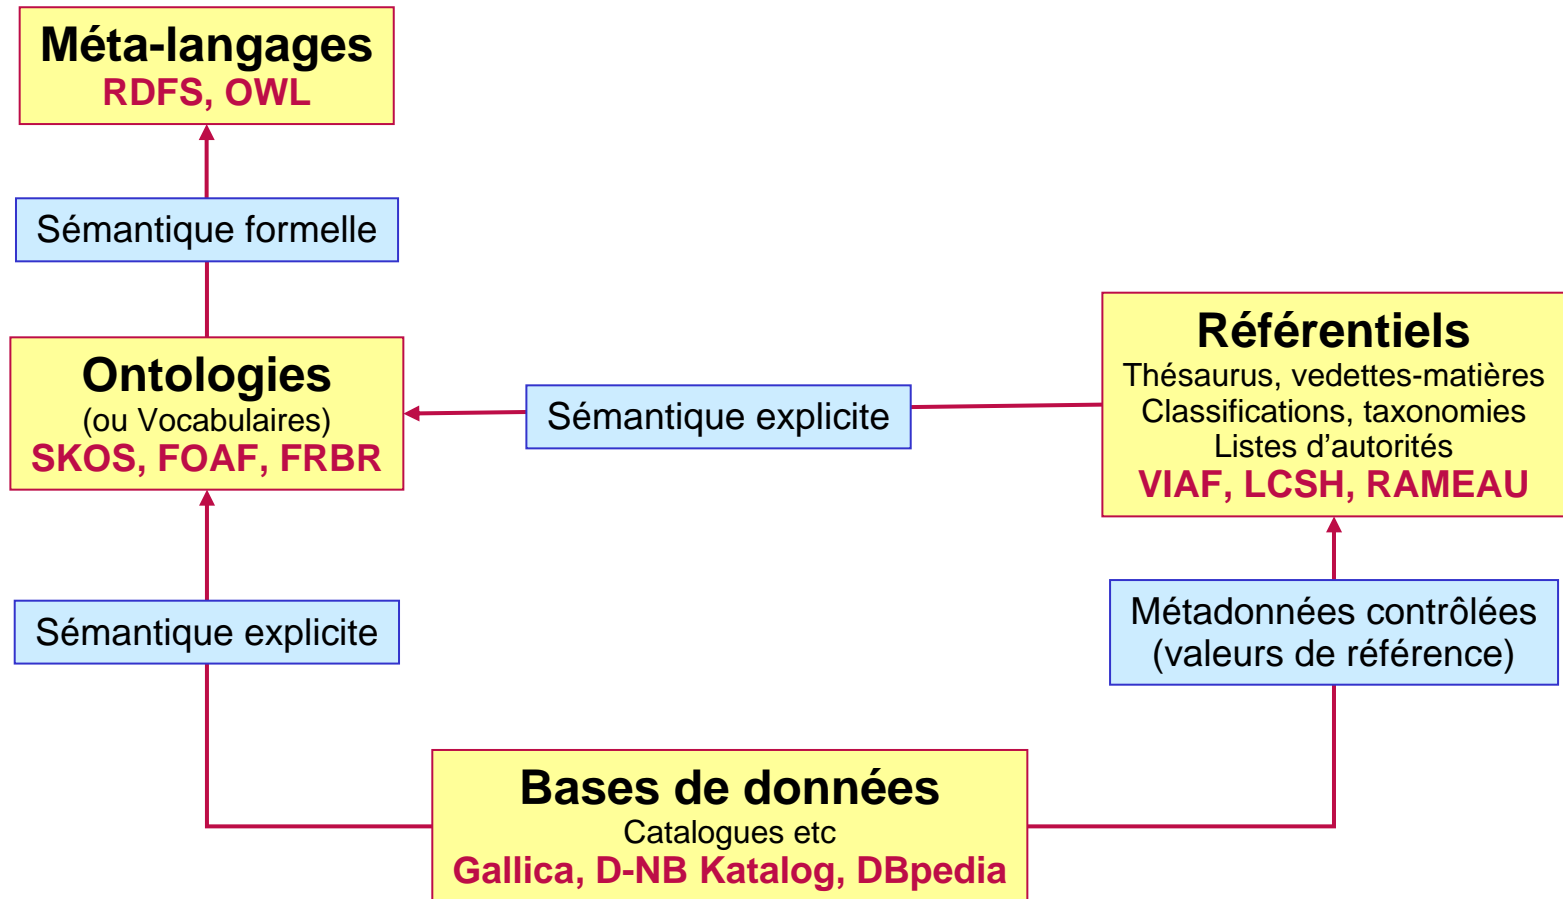 Méta-langages
RDFS, OWL
Sémantique formelle
Ontologies
(ou Vocabulaires)
SKOS, FOAF, FRBR
Sémantique explicite
Référentiels
Thésaurus, vedettes-matières
Classifications, taxonomies
Listes d’autorités
VIAF, LCSH, RAMEAU
Sémantique explicite
Métadonnées contrôlées
(valeurs de référence)
Bases de données
Catalogues etc
Gallica, D-NB Katalog, DBpedia